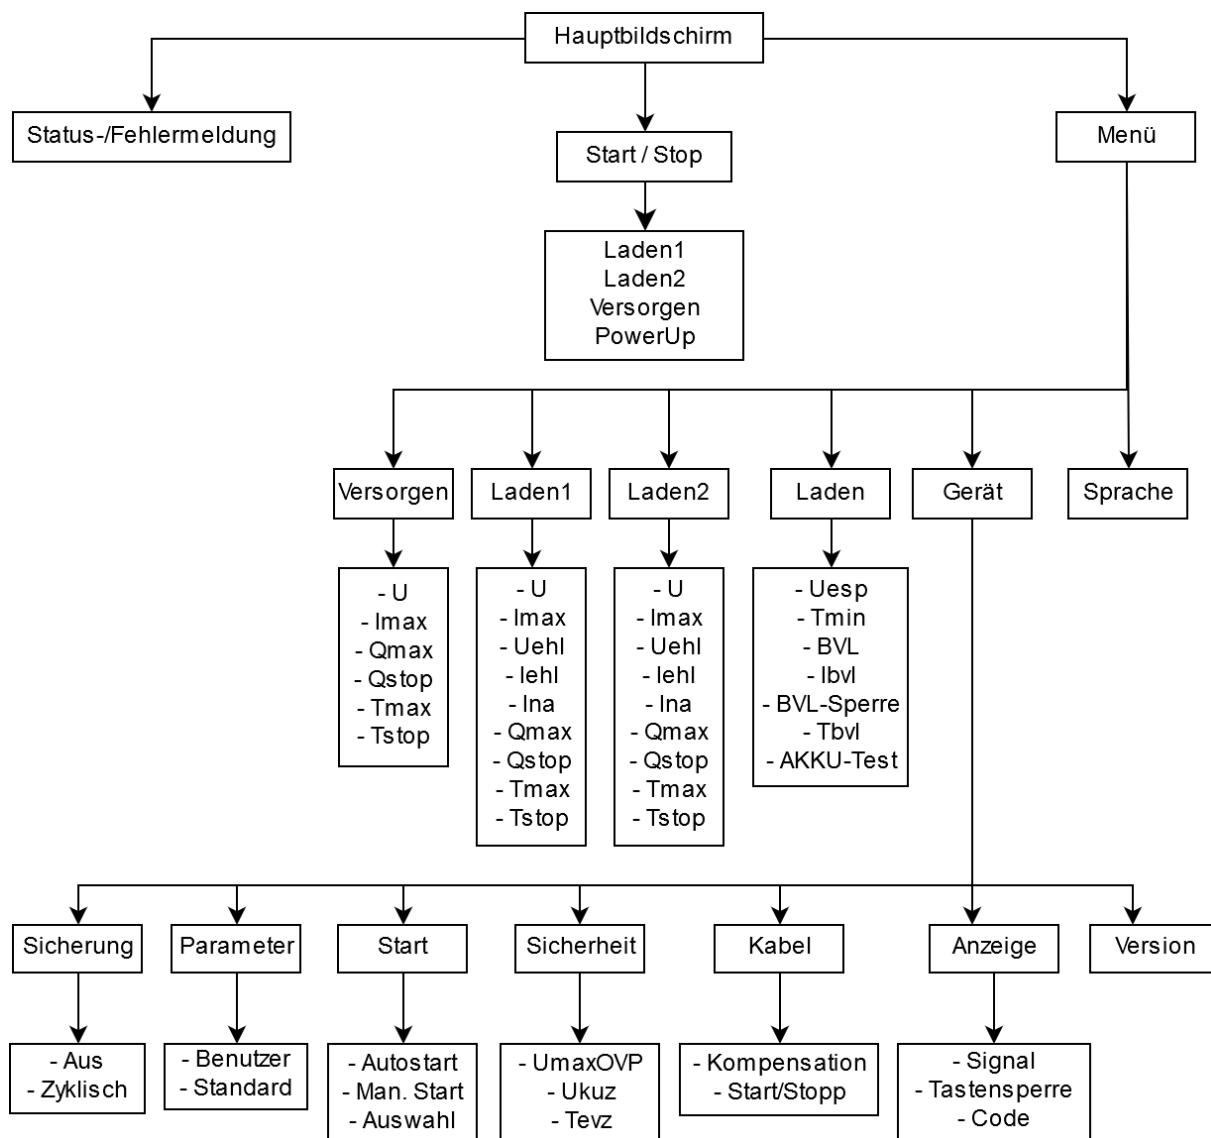 Hauptbildschirm
Status-/Fehlermeldung
Start / Stop
Menü
Laden1
Laden2
Versorgen
PowerUp
Versorgen
Laden1
Laden2
Laden
Gerät
Sprache
- U
- Imax
- Qmax
- Qstop
- Tmax
- Tstop
- U
- Imax
- Uehl
- Iehl
- Ina
- Qmax
- Qstop
- Tmax
- Tstop
- U
- Imax
- Uehl
- Iehl
- Ina
- Qmax
- Qstop
- Tmax
- Tstop
- Uesp
- Tmin
- BVL
- Ibvl
- BVL-Sperre
- Tbvl
- AKKU-Test
Sicherung
Parameter
Start
Sicherheit
Kabel
Anzeige
Version
- Aus
- Zyklisch
- Benutzer
- Standard
- Autostart
- Man. Start
- Auswahl
- UmaxOVP
- Ukuz
- Tevz
- Kompensation
- Start/Stopp
- Signal
- Tastensperre
- Code